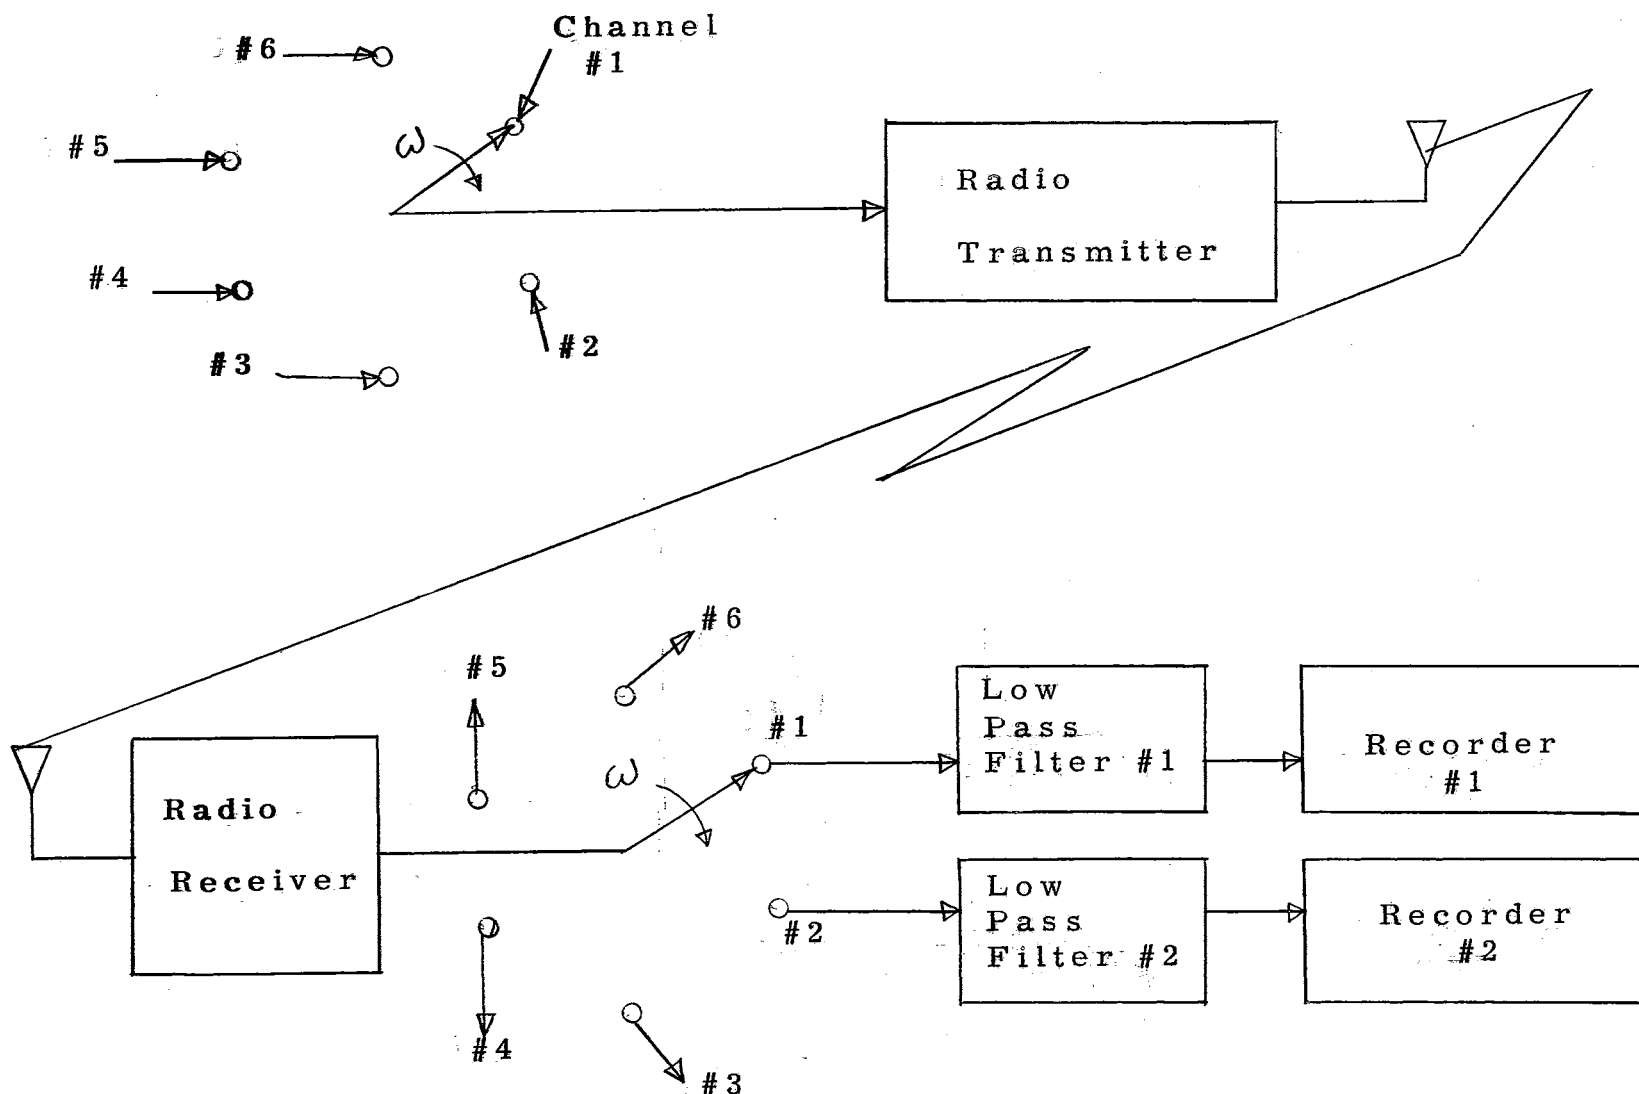 Channel
#1
#6
ω
#5
Radio
Transmitter
#4
#2
#3
#6
#5
#1
ω
Low
Pass
Filter #1
Recorder
#1
Radio
Receiver
#2
Low
Pass
Filter #2
Recorder
#2
#4
#3